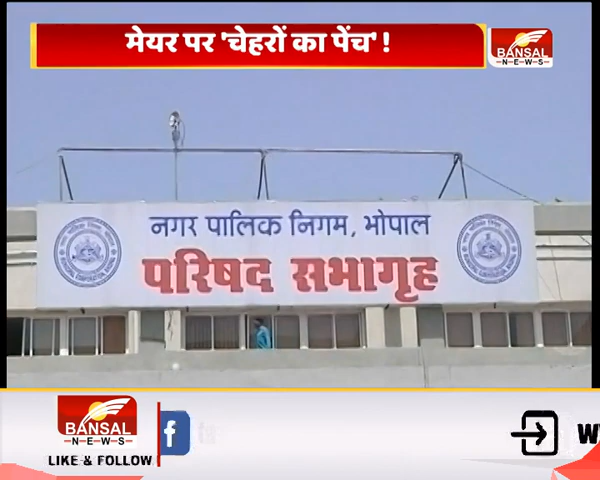 मेयर पर 'चेहरों का पेंच'!
BANSAL
NEWS
नगर पालिक निगम, भोपाल
परिषद सभागृह
BANSAL
NEWS
LIKE & FOLLOW
f